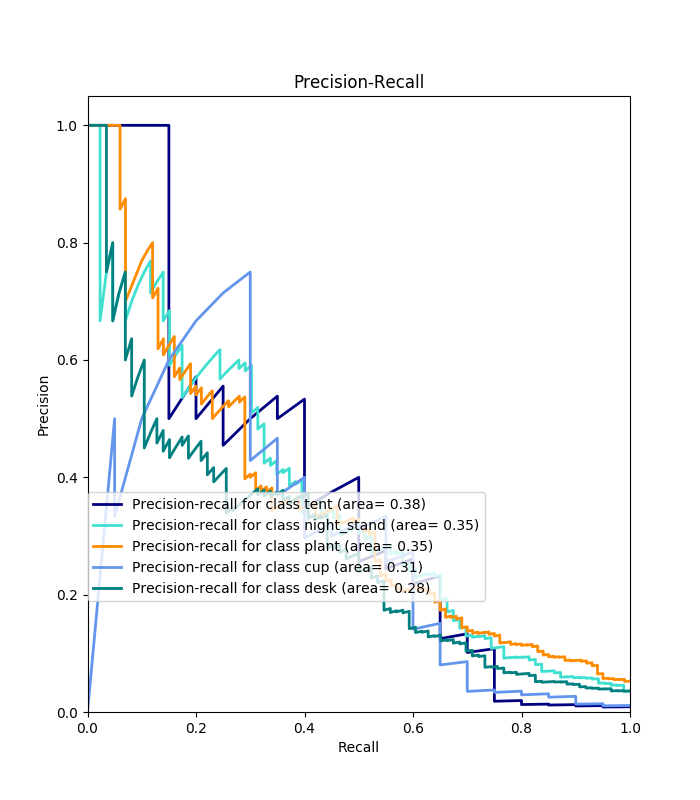 Precision-Recall
1.0
0.8
0.6
0.4
0.2
0.0
Precision
Precision-recall for class tent (area= 0.38)
Precision-recall for class night_stand (area= 0.35)
Precision-recall for class plant (area= 0.35)
Precision-recall for class cup (area= 0.31)
Precision-recall for class desk (area= 0.28)
0.0 0.2 0.4 0.6 0.8 1.0
Recall